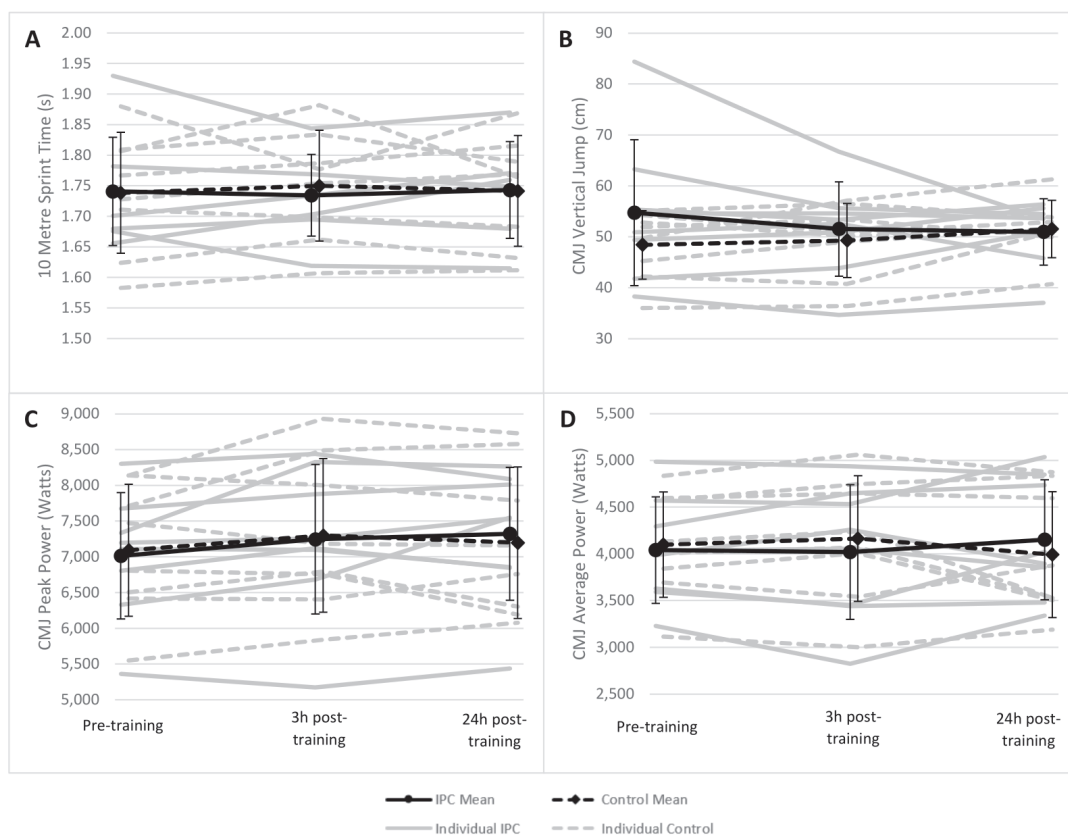 A
10 Metre Sprint Time (s)
2.00
1.95
1.90
1.85
1.80
1.75
1.70
1.65
1.60
1.55
1.50
B
CMJ Vertical Jump (cm)
90
80
70
60
50
40
30
C
CMJ Peak Power (Watts)
9,000
8,500
8,000
7,500
7,000
6,500
6,000
5,500
5,000
Pre-training
3h post-
training
24h post-
training
D
CMJ Average Power (Watts)
5,500
5,000
4,500
4,000
3,500
3,000
2,500
Pre-training
3h post-
training
24h post-
training
IPC Mean
Control Mean
Individual IPC
Individual Control